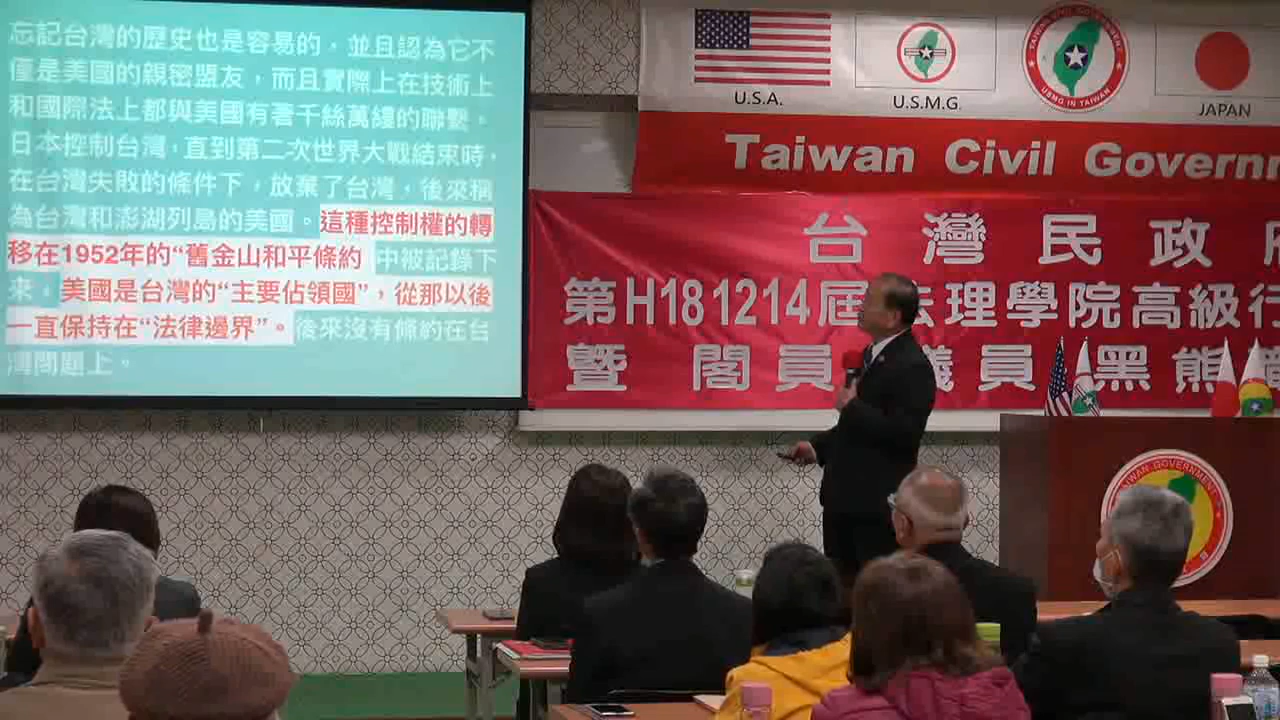 忘記台灣的歷史也是容易的，並且認為它不
僅是美國的親密盟友，而且實際上在技術上
和國際法上都與美國有著千絲萬縷的聯繫。
日本控制台灣，直到第二次世界大戰結束時，
在台灣失敗的條件下，放棄了台灣，後來稱
為台灣和澎湖列島的美國。這種控制權的轉
移在1952年的“舊金山和平條約 中被記錄下
來，美國是台灣的“主要佔領國”，從那以後
一直保持在“法律邊界”。後來沒有條約在台
灣問題上。
U.S.A.
U.S.M.G.
TAIWAN CIVIL GOVERNMENT
USMG IN TAIWAN
JAPAN
Taiwan Civil Governm
台灣民政府
第H181214屆法理學院高級行
暨 閣員 議員 黑熊
TAIWAN GOVERNMENT